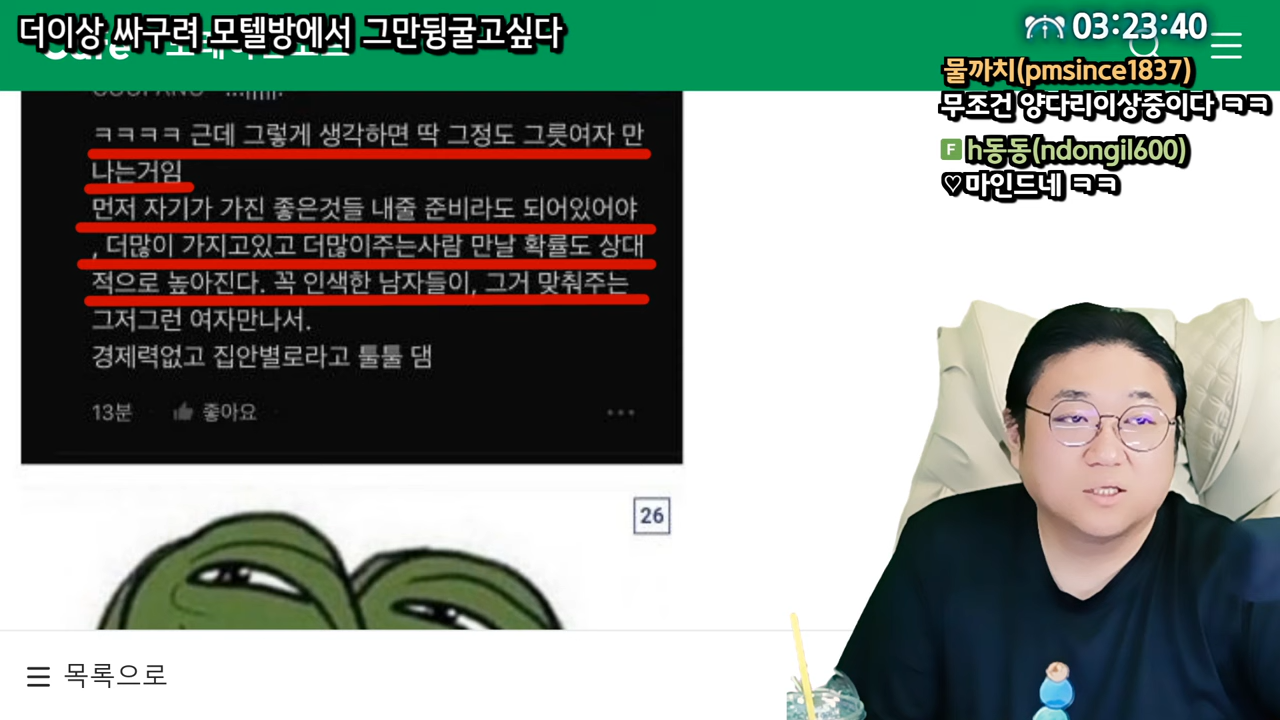 더이상 싸구려 모텔방에서 그만뒹굴고싶다
03:23:40
물까치(pmsince1837)
무조건 양다리이상중이다 ㅋㅋ
F h동동(ndongil600)
♡마인드네 ㅋㅋ
ㅋㅋㅋㅋ 근데 그렇게 생각하면 딱 그정도 그릇여자 만
나는거임
먼저 자기가 가진 좋은것들 내줄 준비라도 되어있어야
, 더많이 가지고있고 더많이주는사람 만날 확률도 상대
적으로 높아진다. 꼭 인색한 남자들이, 그거 맞춰주는
그저그런 여자만나서.
경제력없고 집안별로라고 툴툴 댐
13분 좋아요
26
목록으로